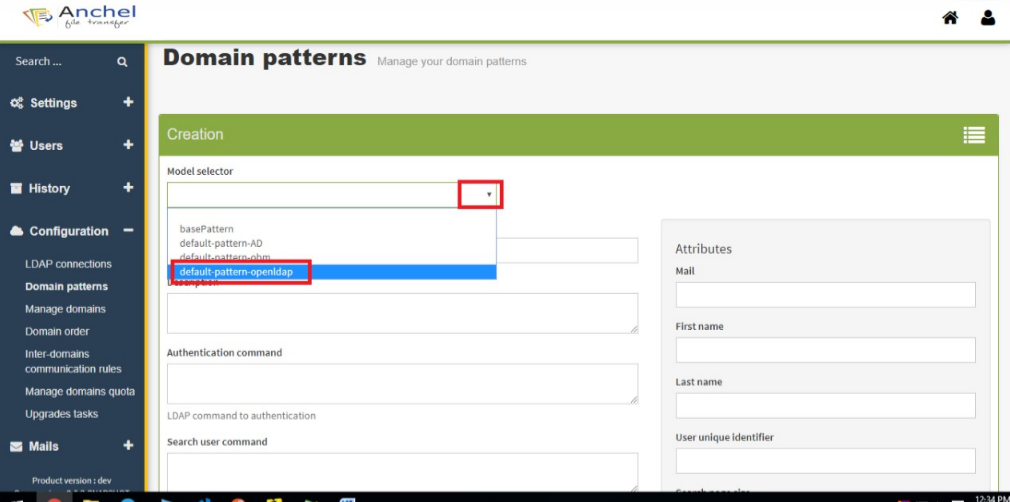 Anchel
file transfer
Search ...
Domain patterns Manage your domain patterns
Settings
Users
History
Configuration
LDAP connections
Domain patterns
Manage domains
Domain order
Inter-domains
communication rules
Manage domains quota
Upgrades tasks
Mails
Product version : dev
Creation
Model selector
basePattern
default-pattern-AD
default-pattern-obm
default-pattern-openldap
Description
Authentication command
LDAP command to authentication
Search user command
Attributes
Mail
First name
Last name
User unique identifier
Search page size
12:34 PM